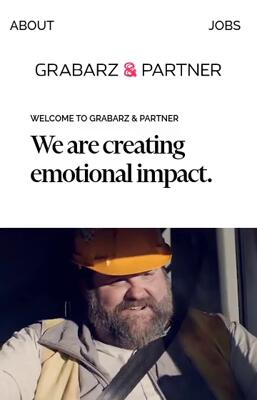 ABOUT JOBS
GRABARZ & PARTNER
WELCOME TO GRABARZ & PARTNER
We are creating
emotional impact.